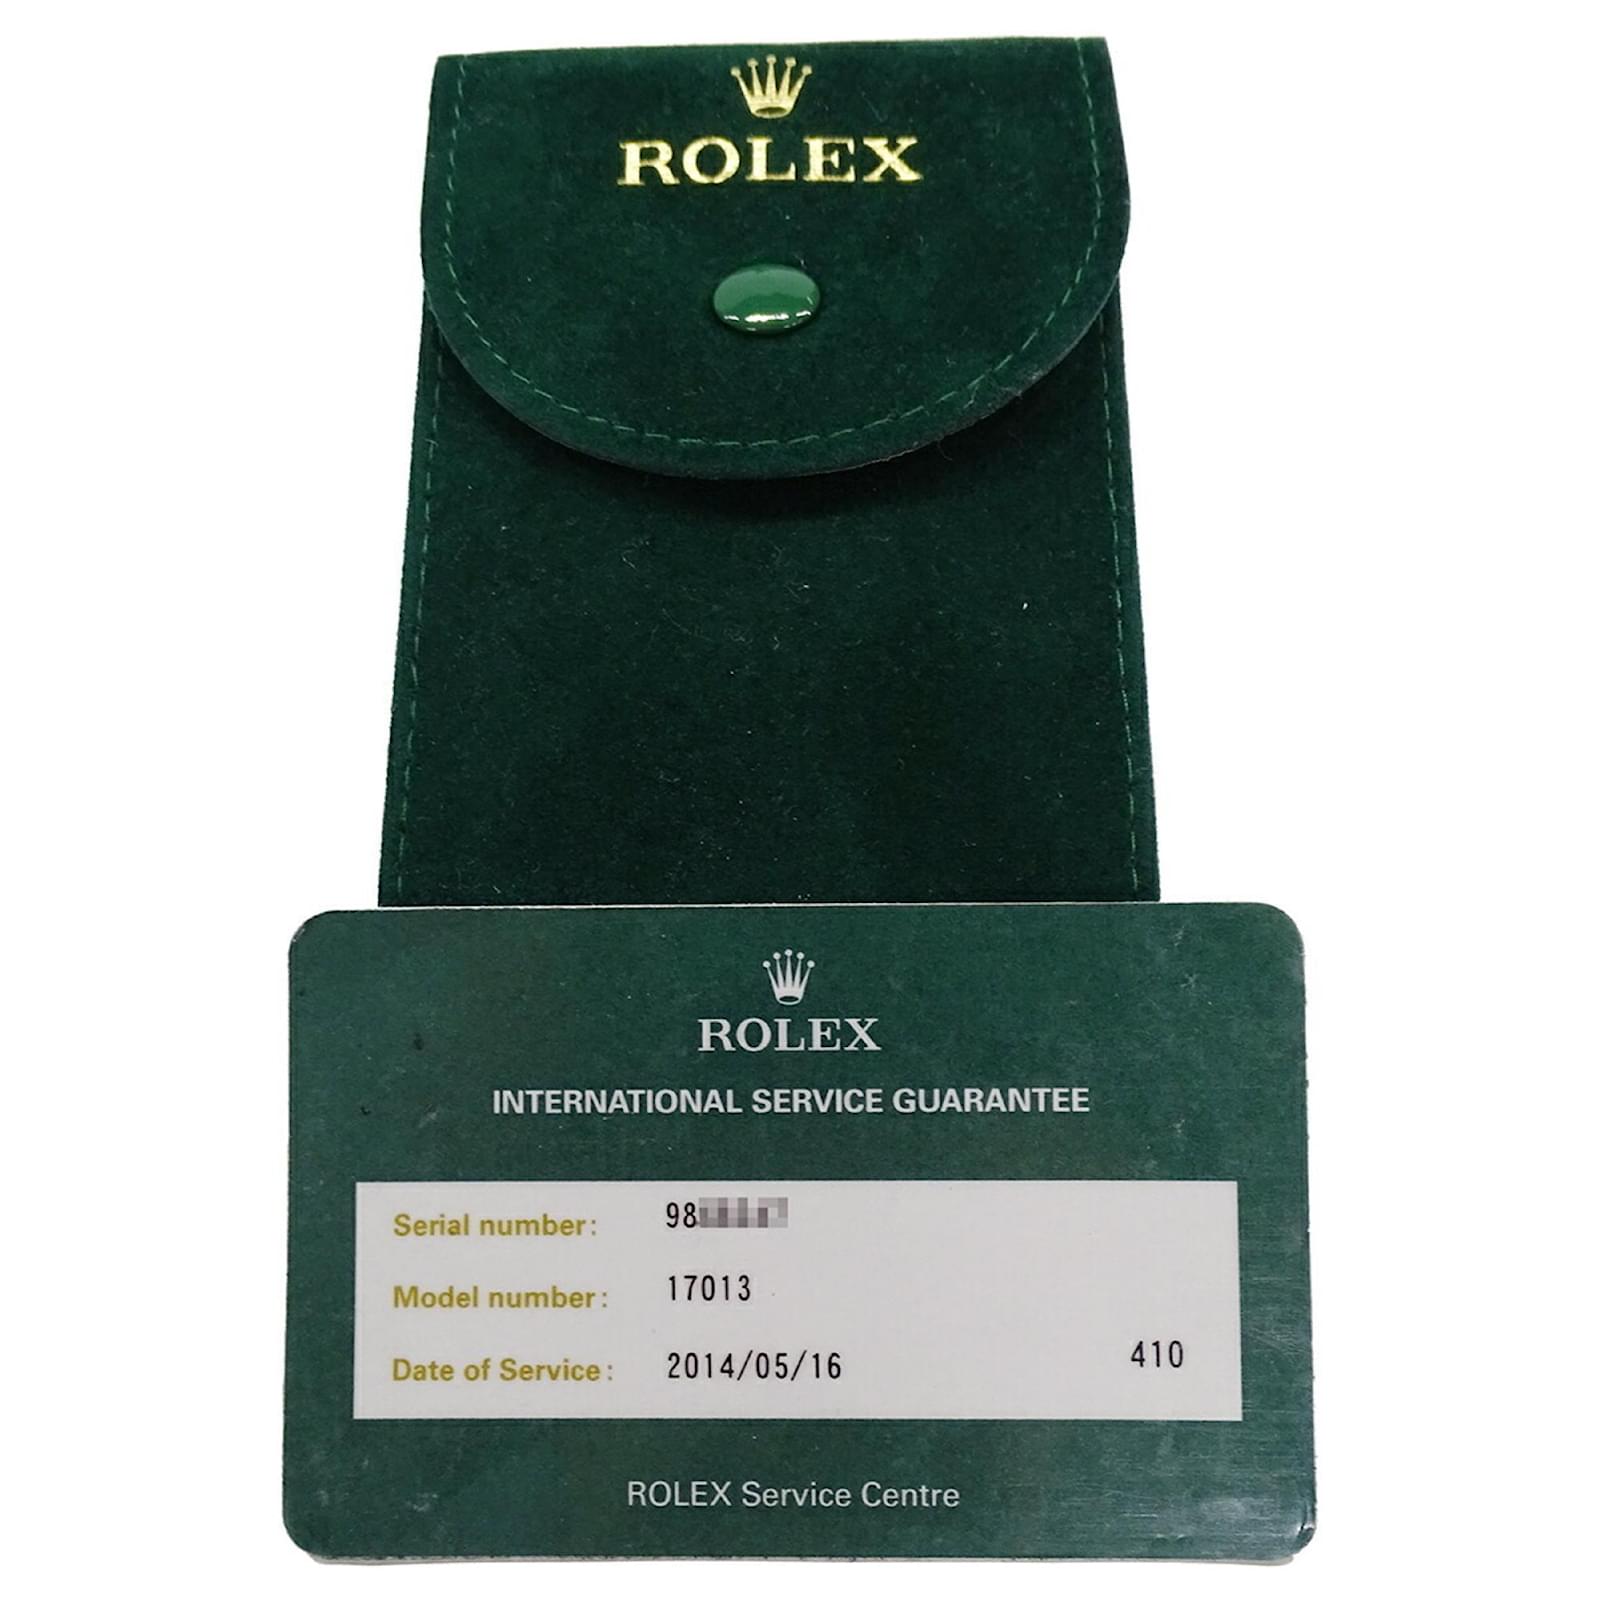 ROLEX
ROLEX
INTERNATIONAL SERVICE GUARANTEE
Serial number: 98
Model number: 17013
Date of Service: 2014/05/16 410
ROLEX Service Centre